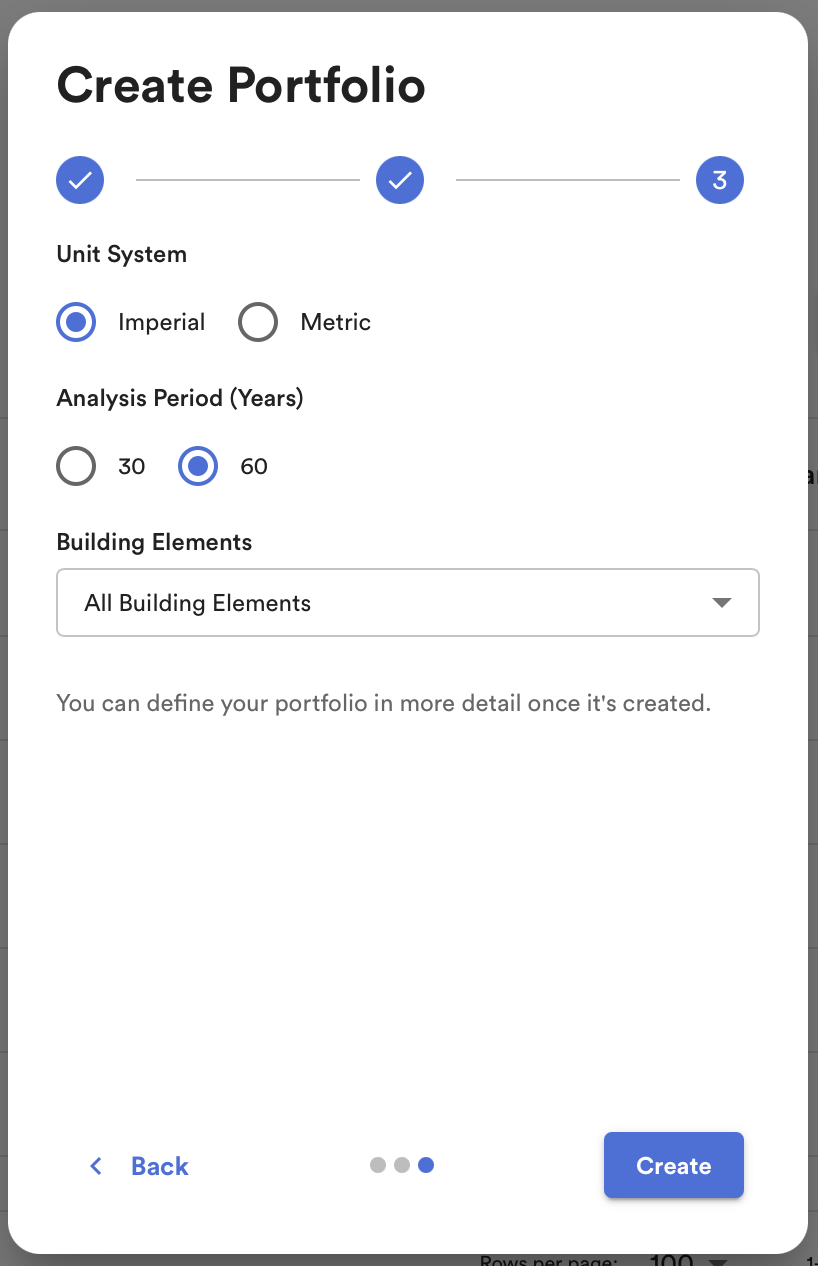 Create Portfolio
3
Unit System
Imperial Metric
Analysis Period (Years)
30 60
Building Elements
All Building Elements
You can define your portfolio in more detail once it's created.
Back Create
Rows per page: 100